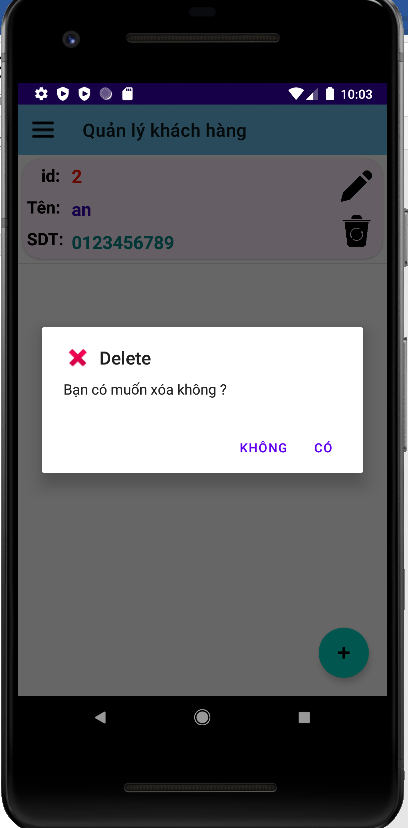 10:03
Quản lý khách hàng
id: 2
Tên: an
SDT: 0123456789
Delete
Bạn có muốn xóa không ?
KHÔNG CÓ
+